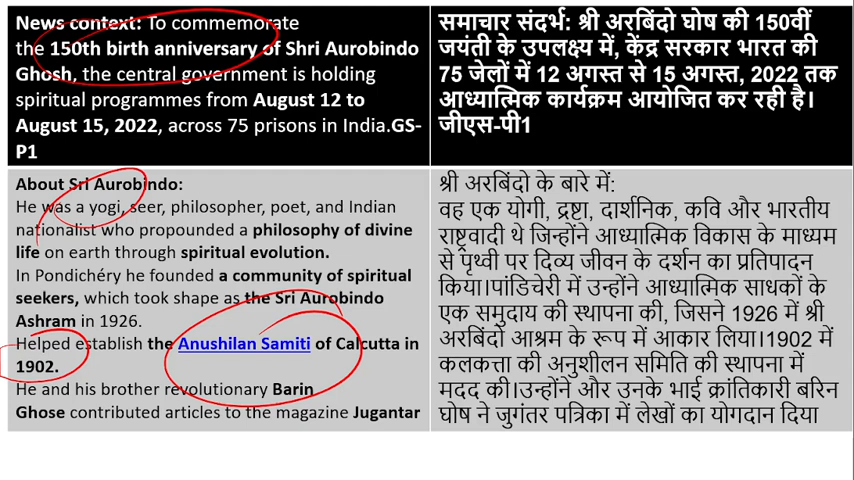 News context: To commemorate
the 150th birth anniversary of Shri Aurobindo
Ghosh, the central government is holding
spiritual programmes from August 12 to
August 15, 2022, across 75 prisons in India.GS-
P1
समाचार संदर्भ: श्री अरबिंदो घोष की 150वीं
जयंती के उपलक्ष्य में, केंद्र सरकार भारत की
75 जेलों में 12 अगस्त से 15 अगस्त, 2022 तक
आध्यात्मिक कार्यक्रम आयोजित कर रही है।
जीएस-पी1
About Sri Aurobindo:
He was a yogi, seer, philosopher, poet, and Indian
nationalist who propounded a philosophy of divine
life on earth through spiritual evolution.
In Pondichéry he founded a community of spiritual
seekers, which took shape as the Sri Aurobindo
Ashram in 1926.
Helped establish the Anushilan Samiti of Calcutta in
1902.
He and his brother revolutionary Barin
Ghose contributed articles to the magazine Jugantar
श्री अरबिंदो के बारे में:
वह एक योगी, द्रष्टा, दार्शनिक, कवि और भारतीय
राष्ट्रवादी थे जिन्होंने आध्यात्मिक विकास के माध्यम
से पृथ्वी पर दिव्य जीवन के दर्शन का प्रतिपादन
किया।पांडिचेरी में उन्होंने आध्यात्मिक साधकों के
एक समुदाय की स्थापना की, जिसने 1926 में श्री
अरबिंदो आश्रम के रूप में आकार लिया।1902 में
कलकत्ता की अनुशीलन समिति की स्थापना में
मदद की।उन्होंने और उनके भाई क्रांतिकारी बरिन
घोष ने जुगंतर पत्रिका में लेखों का योगदान दिया